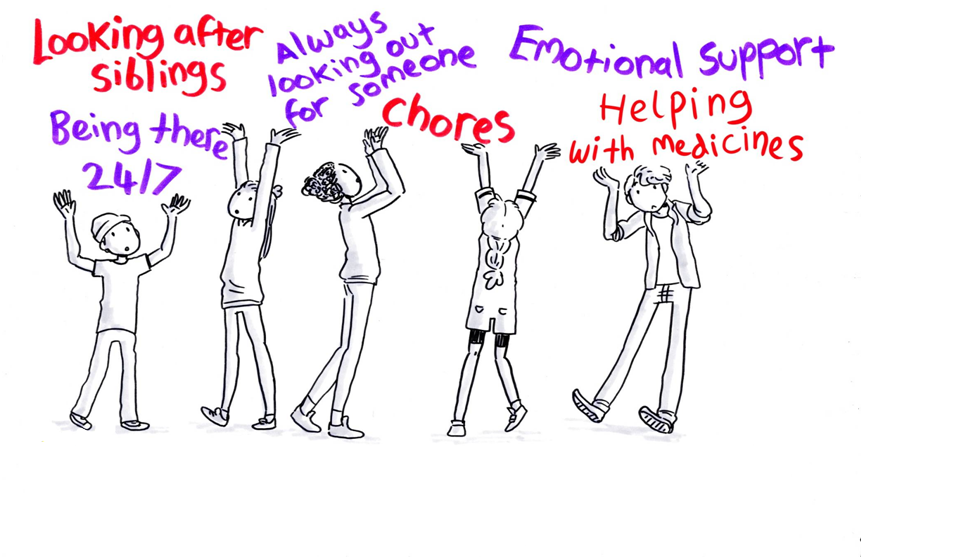 Looking after
siblings
Being there
24/7
Always
looking out
for someone
Chores
Emotional support
Helping
with medicines